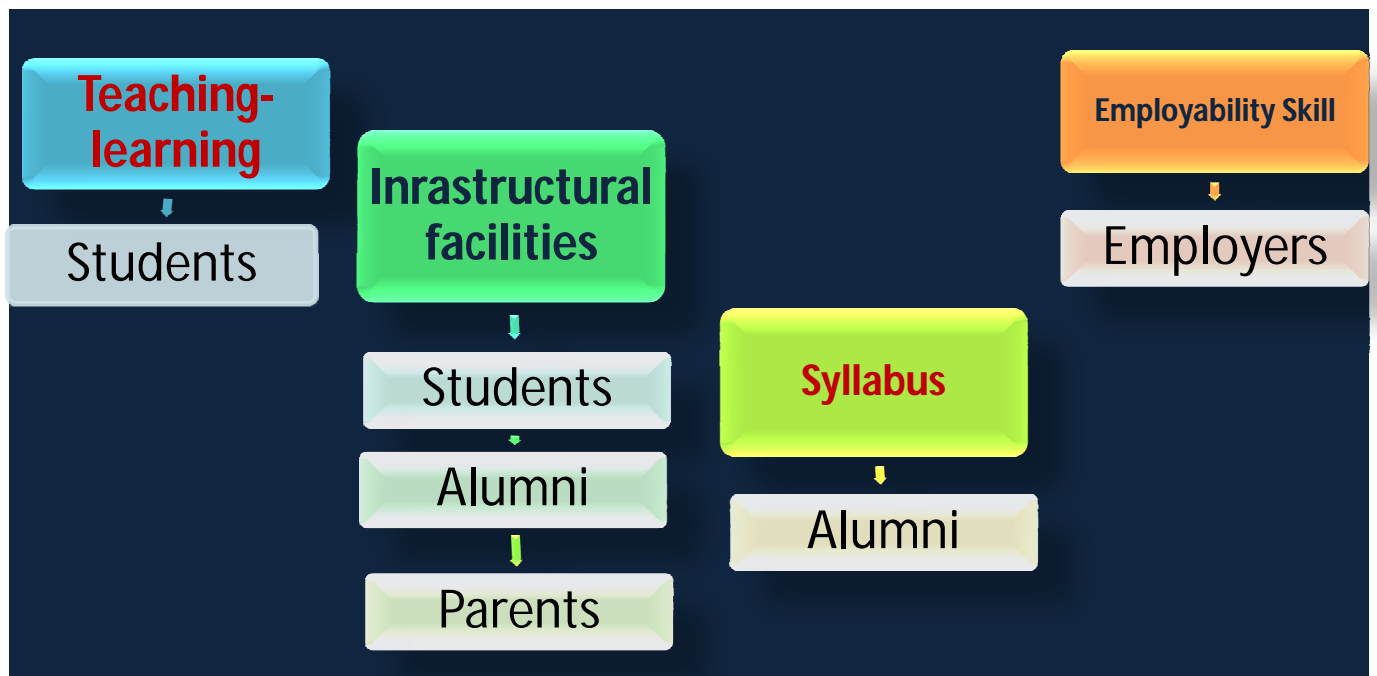 Teaching-
learning
Students
Inrastructural
facilities
Students
Alumni
Parents
Syllabus
Alumni
Employability Skill
Employers